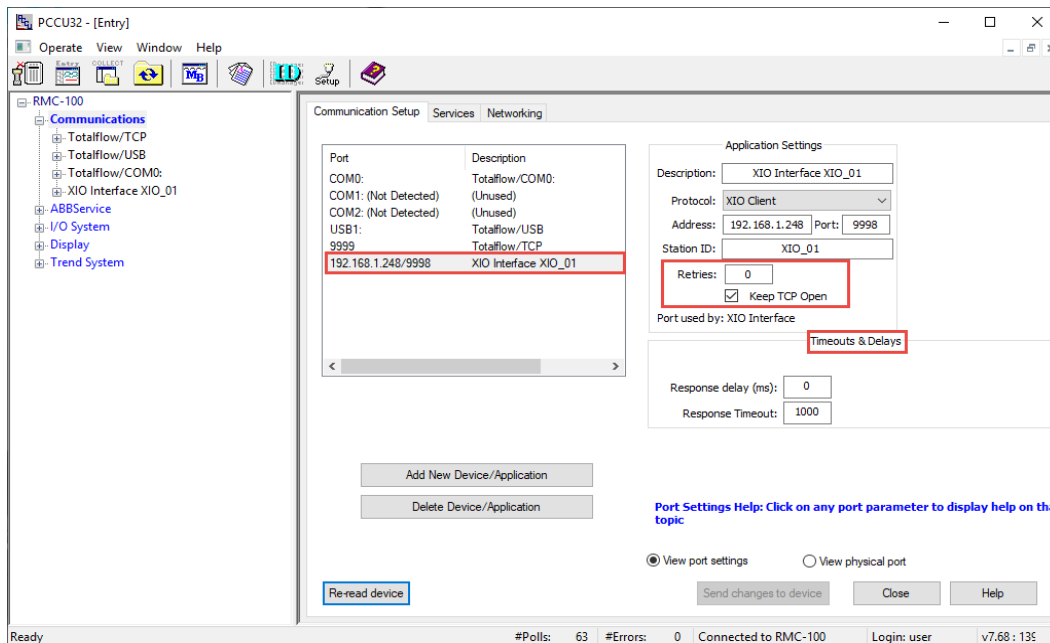 PCCU32 - [Entry]
Operate View Window Help
Entry
COLLECT
MB
ID
Setup
RMC-100
Communications
Totalflow/TCP
Totalflow/USB
Totalflow/COM0:
XIO Interface XIO_01
ABBService
I/O System
Display
Trend System
Communication Setup Services Networking
Port Description
COM0: Totalflow/COM0:
COM1: (Not Detected) (Unused)
COM2: (Not Detected) (Unused)
USB1: Totalflow/USB
9999 Totalflow/TCP
192.168.1.248/9998 XIO Interface XIO_01
Add New Device/Application
Delete Device/Application
Re-read device
Application Settings
Description: XIO Interface XIO_01
Protocol: XIO Client
Address: 192.168.1.248 Port: 9998
Station ID: XIO_01
Retries: 0
Keep TCP Open
Port used by: XIO Interface
Timeouts & Delays
Response delay (ms): 0
Response Timeout: 1000
Port Settings Help: Click on any port parameter to display help on tha
topic
View port settings View physical port
Send changes to device Close Help
Ready #Polls: 63 #Errors: 0 Connected to RMC-100 Login: user v7.68 : 139